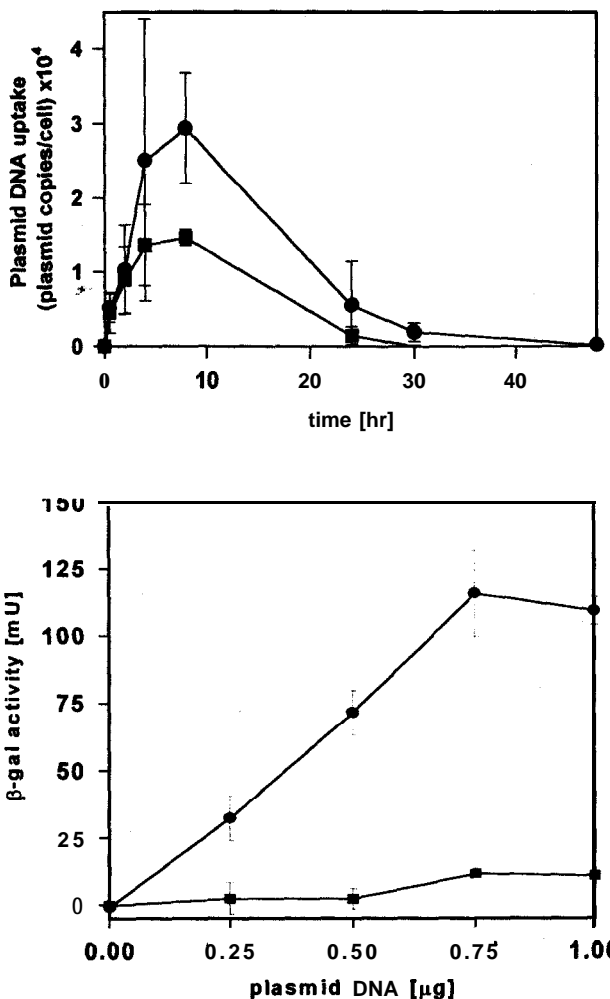 Plasmid DNA uptake
(plasmid copies/cell) x10⁴
4
3
2
1
0
0 10 20 30 40
time [hr]
β-gal activity [mU]
150
125
100
75
50
25
0
0.00 0.25 0.50 0.75 1.00
plasmid DNA [µg]